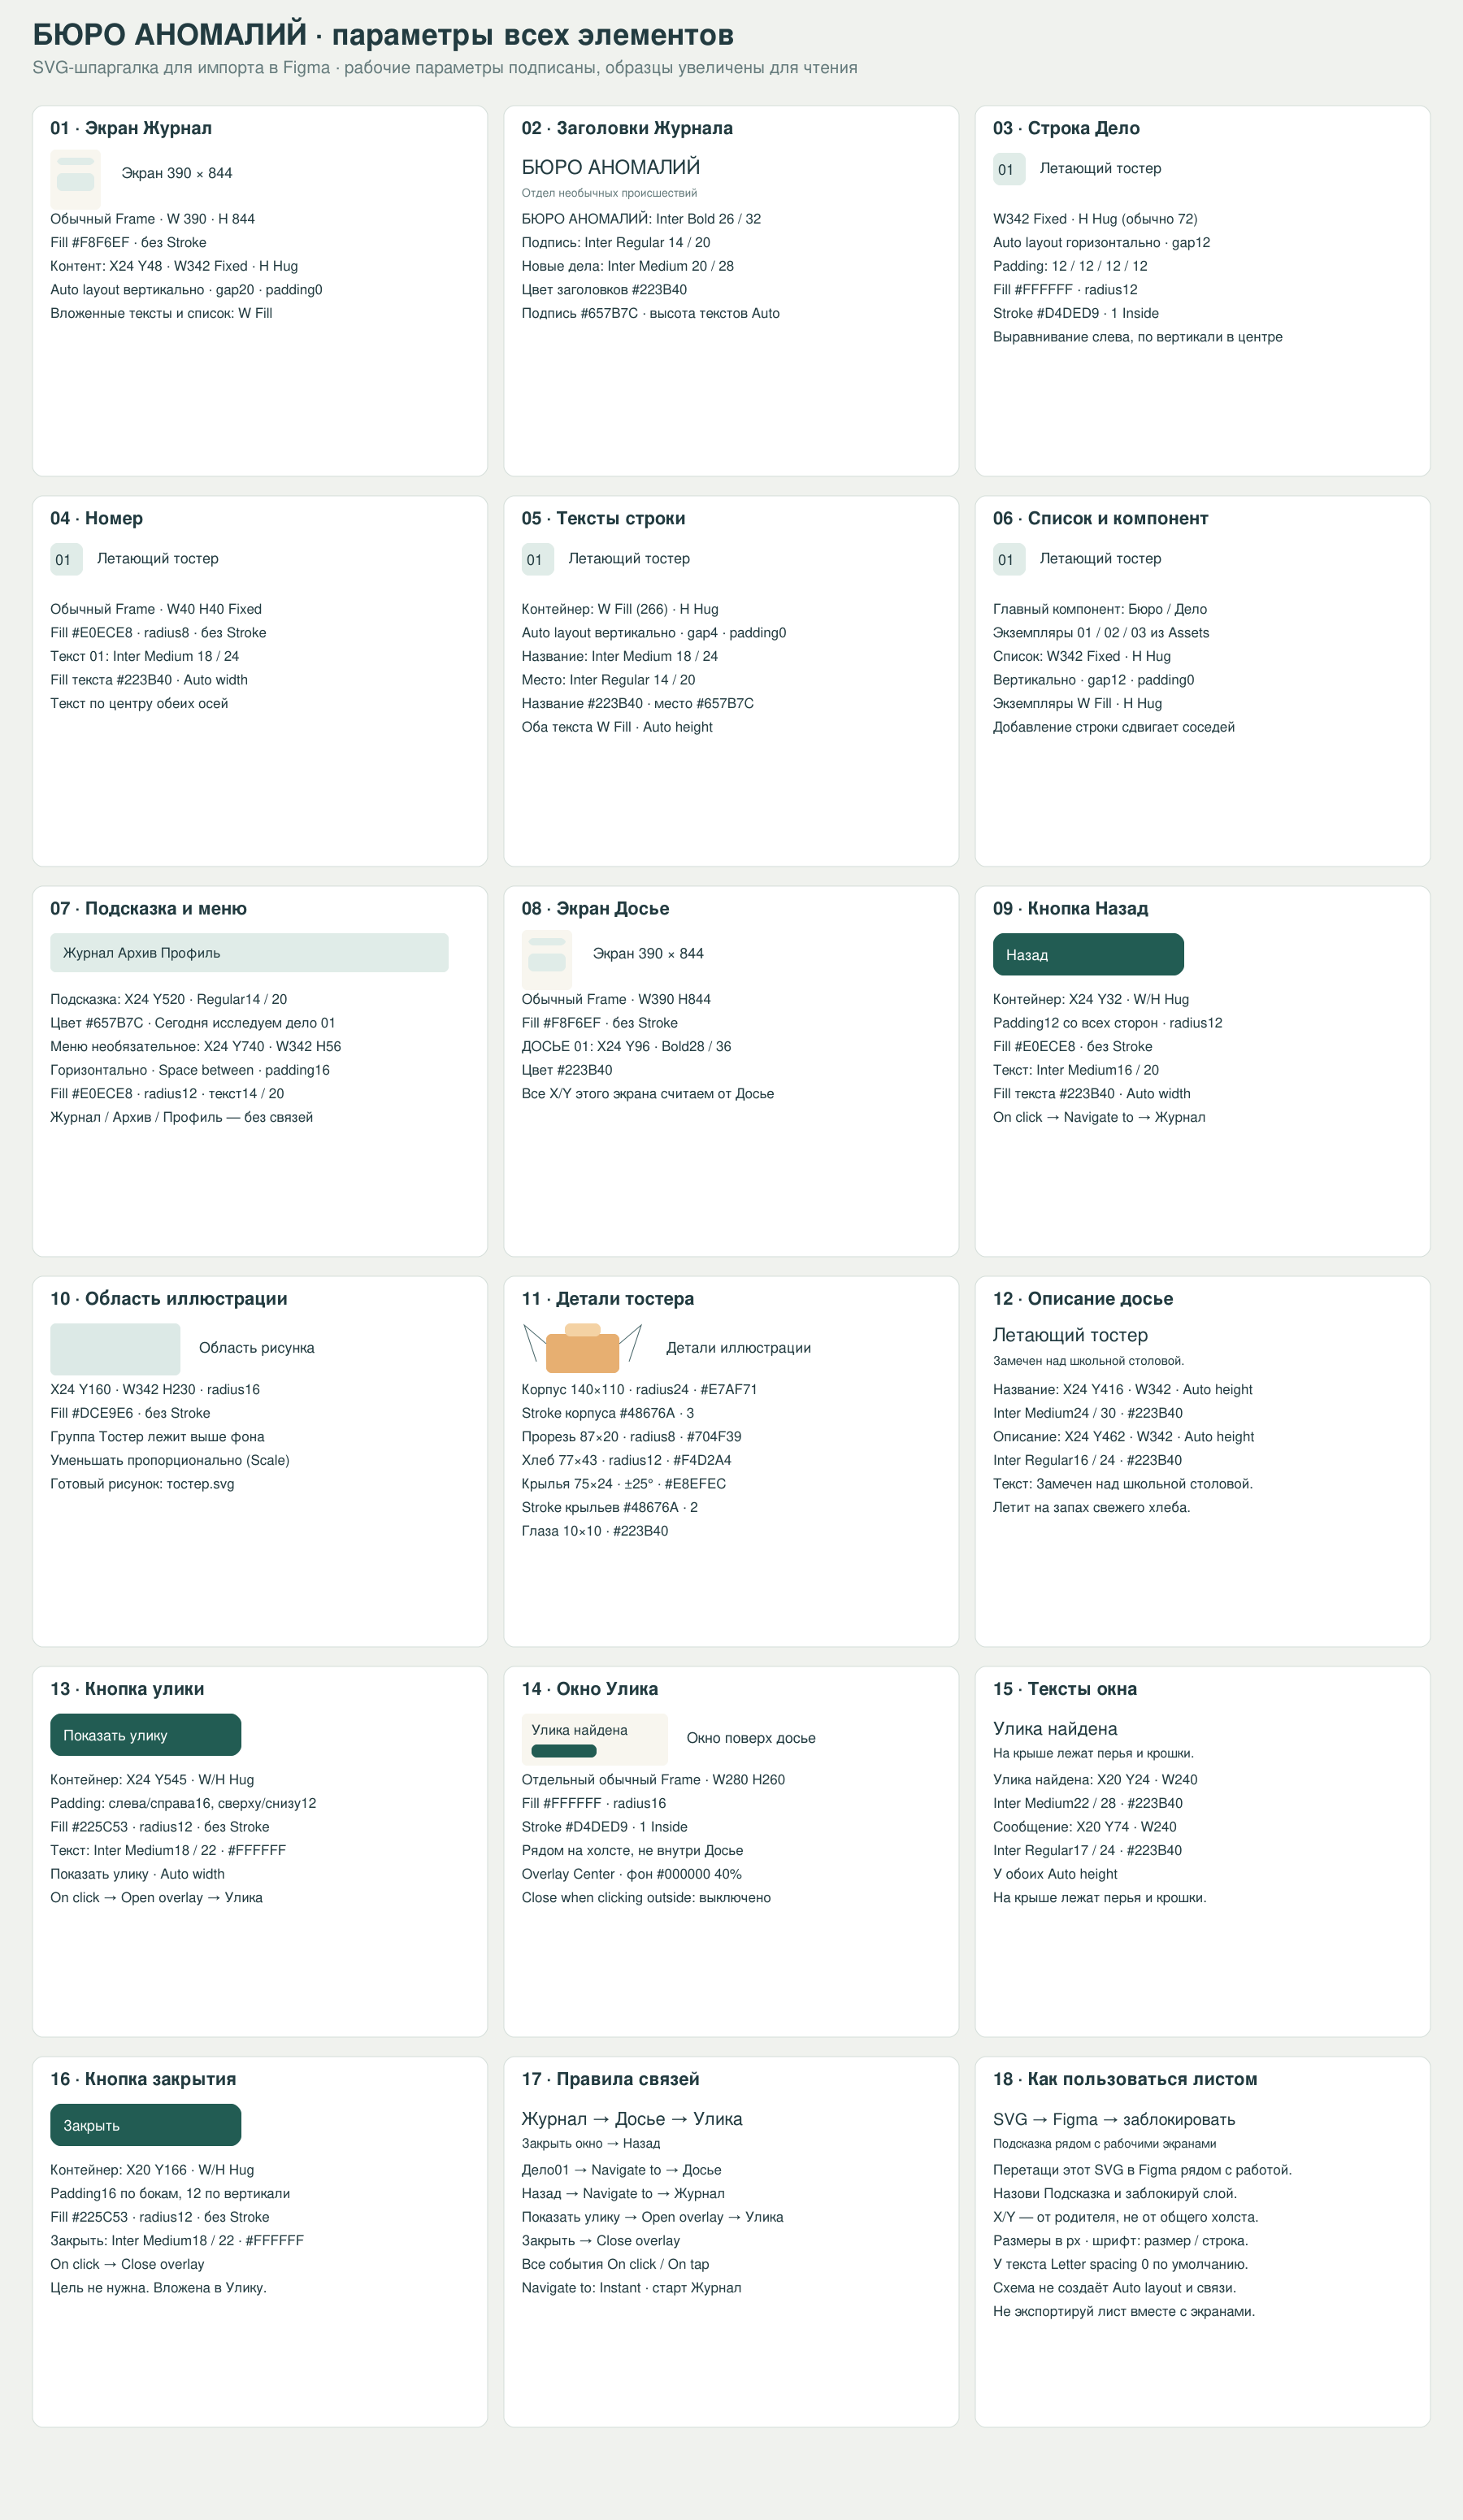 БЮРО АНОМАЛИЙ · параметры всех элементов
SVG-шпаргалка для импорта в Figma · рабочие параметры подписаны, образцы увеличены для чтения
01 · Экран Журнал
Экран 390 × 844
Обычный Frame · W 390 · H 844
Fill #F8F6EF · без Stroke
Контент: X24 Y48 · W342 Fixed · H Hug
Auto layout вертикально · gap20 · padding0
Вложенные тексты и список: W Fill
02 · Заголовки Журнала
БЮРО АНОМАЛИЙ
Отдел необычных происшествий
БЮРО АНОМАЛИЙ: Inter Bold 26 / 32
Подпись: Inter Regular 14 / 20
Новые дела: Inter Medium 20 / 28
Цвет заголовков #223B40
Подпись #657B7C · высота текстов Auto
03 · Строка Дело
01
Летающий тостер
W342 Fixed · H Hug (обычно 72)
Auto layout горизонтально · gap12
Padding: 12 / 12 / 12 / 12
Fill #FFFFFF · radius12
Stroke #D4DED9 · 1 Inside
Выравнивание слева, по вертикали в центре
04 · Номер
01
Летающий тостер
Обычный Frame · W40 H40 Fixed
Fill #E0ECE8 · radius8 · без Stroke
Текст 01: Inter Medium 18 / 24
Fill текста #223B40 · Auto width
Текст по центру обеих осей
05 · Тексты строки
01
Летающий тостер
Контейнер: W Fill (266) · H Hug
Auto layout вертикально · gap4 · padding0
Название: Inter Medium 18 / 24
Место: Inter Regular 14 / 20
Название #223B40 · место #657B7C
Оба текста W Fill · Auto height
06 · Список и компонент
01
Летающий тостер
Главный компонент: Бюро / Дело
Экземпляры 01 / 02 / 03 из Assets
Список: W342 Fixed · H Hug
Вертикально · gap12 · padding0
Экземпляры W Fill · H Hug
Добавление строки сдвигает соседей
07 · Подсказка и меню
Журнал Архив Профиль
Подсказка: X24 Y520 · Regular14 / 20
Цвет #657B7C · Сегодня исследуем дело 01
Меню необязательное: X24 Y740 · W342 H56
Горизонтально · Space between · padding16
Fill #E0ECE8 · radius12 · текст14 / 20
Журнал / Архив / Профиль — без связей
08 · Экран Досье
Экран 390 × 844
Обычный Frame · W390 H844
Fill #F8F6EF · без Stroke
ДОСЬЕ 01: X24 Y96 · Bold28 / 36
Цвет #223B40
Все X/Y этого экрана считаем от Досье
09 · Кнопка Назад
Назад
Контейнер: X24 Y32 · W/H Hug
Padding12 со всех сторон · radius12
Fill #E0ECE8 · без Stroke
Текст: Inter Medium16 / 20
Fill текста #223B40 · Auto width
On click → Navigate to → Журнал
10 · Область иллюстрации
Область рисунка
X24 Y160 · W342 H230 · radius16
Fill #DCE9E6 · без Stroke
Группа Тостер лежит выше фона
Уменьшать пропорционально (Scale)
Готовый рисунок: тостер.svg
11 · Детали тостера
Детали иллюстрации
Корпус 140×110 · radius24 · #E7AF71
Stroke корпуса #48676A · 3
Прорезь 87×20 · radius8 · #704F39
Хлеб 77×43 · radius12 · #F4D2A4
Крылья 75×24 · ±25° · #E8EFEC
Stroke крыльев #48676A · 2
Глаза 10×10 · #223B40
12 · Описание досье
Летающий тостер
Замечен над школьной столовой.
Название: X24 Y416 · W342 · Auto height
Inter Medium24 / 30 · #223B40
Описание: X24 Y462 · W342 · Auto height
Inter Regular16 / 24 · #223B40
Текст: Замечен над школьной столовой.
Летит на запах свежего хлеба.
13 · Кнопка улики
Показать улику
Контейнер: X24 Y545 · W/H Hug
Padding: слева/справа16, сверху/снизу12
Fill #225C53 · radius12 · без Stroke
Текст: Inter Medium18 / 22 · #FFFFFF
Показать улику · Auto width
On click → Open overlay → Улика
14 · Окно Улика
Улика найдена
Окно поверх досье
Отдельный обычный Frame · W280 H260
Fill #FFFFFF · radius16
Stroke #D4DED9 · 1 Inside
Рядом на холсте, не внутри Досье
Overlay Center · фон #000000 40%
Close when clicking outside: выключено
15 · Тексты окна
Улика найдена
На крыше лежат перья и крошки.
Улика найдена: X20 Y24 · W240
Inter Medium22 / 28 · #223B40
Сообщение: X20 Y74 · W240
Inter Regular17 / 24 · #223B40
У обоих Auto height
На крыше лежат перья и крошки.
16 · Кнопка закрытия
Закрыть
Контейнер: X20 Y166 · W/H Hug
Padding16 по бокам, 12 по вертикали
Fill #225C53 · radius12 · без Stroke
Закрыть: Inter Medium18 / 22 · #FFFFFF
On click → Close overlay
Цель не нужна. Вложена в Улику.
17 · Правила связей
Журнал → Досье → Улика
Закрыть окно → Назад
Дело01 → Navigate to → Досье
Назад → Navigate to → Журнал
Показать улику → Open overlay → Улика
Закрыть → Close overlay
Все события On click / On tap
Navigate to: Instant · старт Журнал
18 · Как пользоваться листом
SVG → Figma → заблокировать
Подсказка рядом с рабочими экранами
Перетащи этот SVG в Figma рядом с работой.
Назови Подсказка и заблокируй слой.
X/Y — от родителя, не от общего холста.
Размеры в px · шрифт: размер / строка.
У текста Letter spacing 0 по умолчанию.
Схема не создаёт Auto layout и связи.
Не экспортируй лист вместе с экранами.